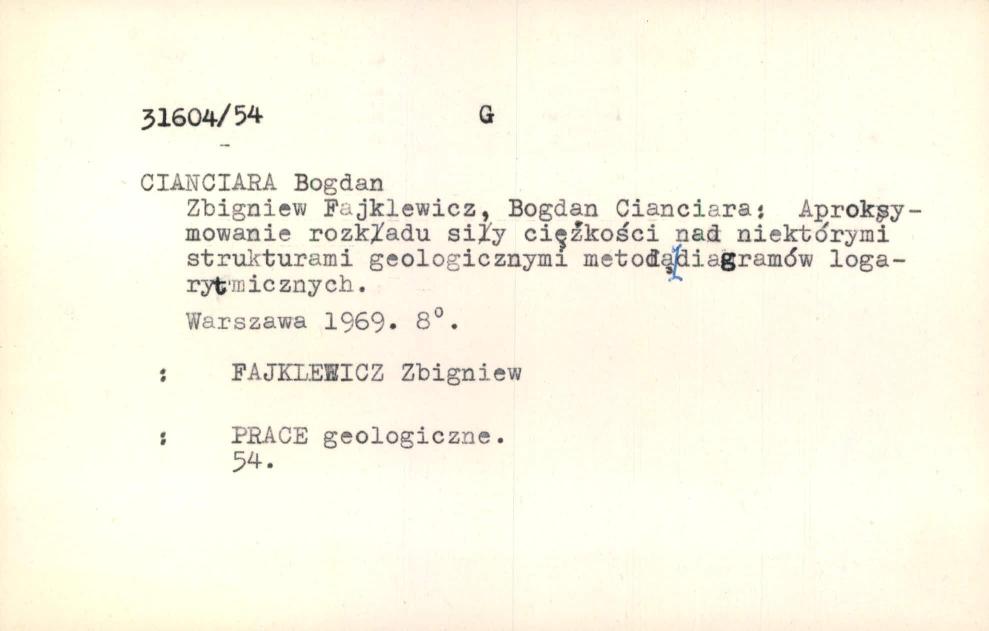 31604/54 G
CIANCIARA Bogdan
Zbigniew Fajklewicz, Bogdan Cianciara: Aproksy-
mowanie rozkładu siły ciężkości nad niektórymi
strukturami geologicznymi metodą diagramów loga-
rytmicznych.
Warszawa 1969. 8°.
: FAJKLEWICZ Zbigniew
: PRACE geologiczne.
54.